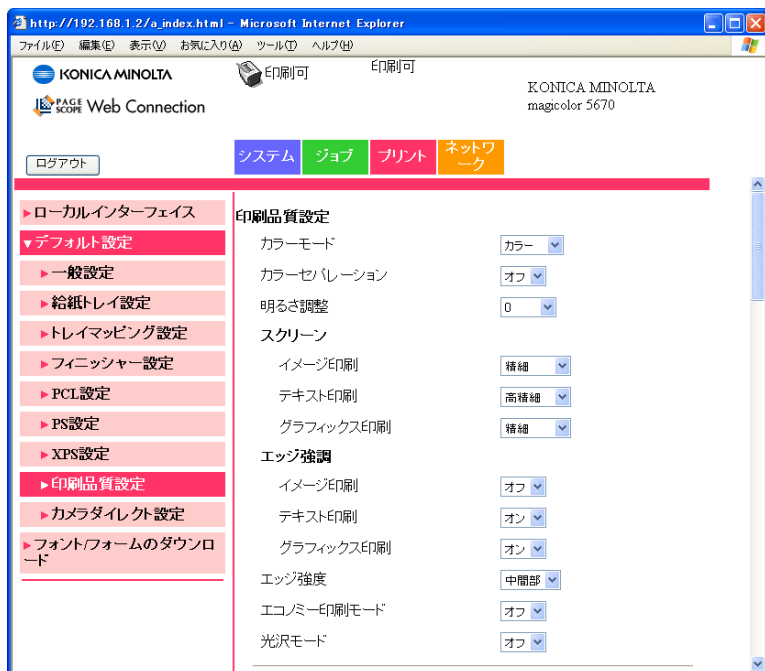 http://192.168.1.2/a_index.html - Microsoft Internet Explorer
ファイル(F) 編集(E) 表示(V) お気に入り(A) ツール(T) ヘルプ(H)
KONICA MINOLTA
印刷可
印刷可
KONICA MINOLTA
magicolor 5670
PAGE SCOPE Web Connection
ログアウト
システム
ジョブ
プリント
ネットワ
ーク
ローカルインターフェイス
デフォルト設定
一般設定
給紙トレイ設定
トレイマッピング設定
フィニッシャー設定
PCL設定
PS設定
XPS設定
印刷品質設定
カメラダイレクト設定
フォント/フォームのダウンロ
ード
印刷品質設定
カラーモード カラー
カラーセパレーション オフ
明るさ調整 0
スクリーン
イメージ印刷 精細
テキスト印刷 高精細
グラフィックス印刷 精細
エッジ強調
イメージ印刷 オフ
テキスト印刷 オン
グラフィックス印刷 オン
エッジ強度 中間部
エコノミー印刷モード オフ
光沢モード オフ